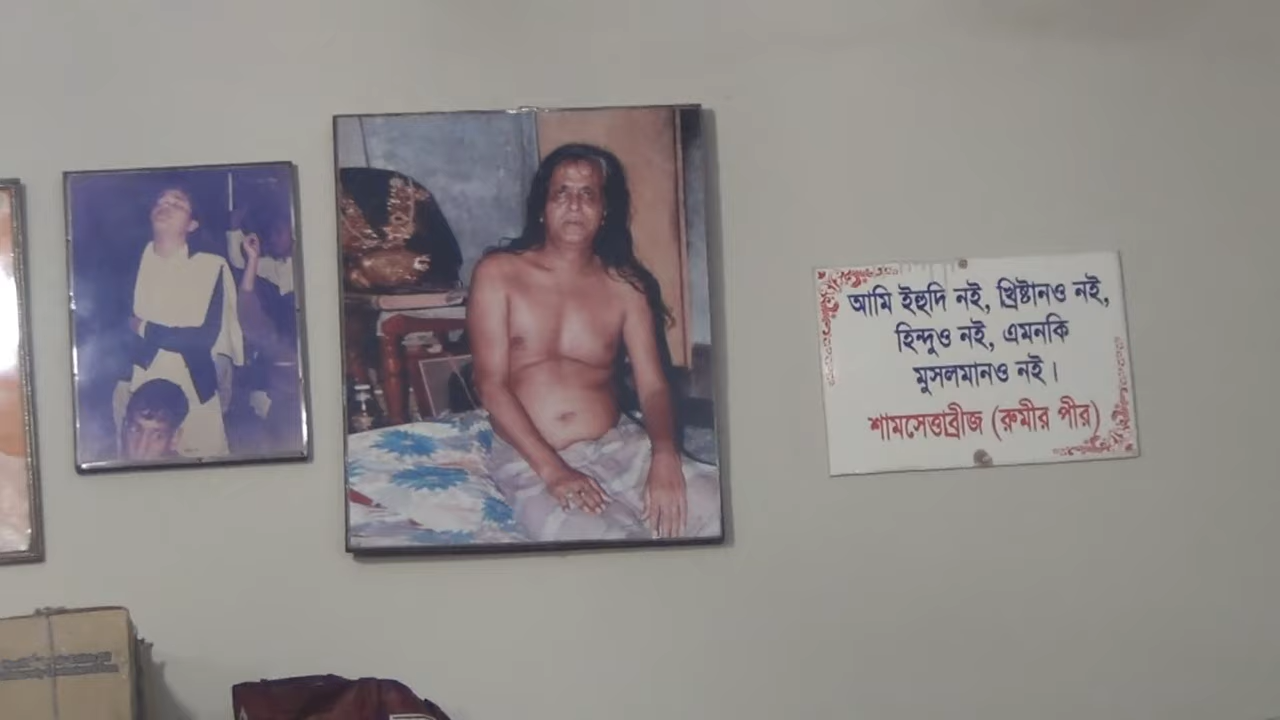 আমি ইহুদি নই, খ্রিষ্টানও নই,
হিন্দুও নই, এমনকি
মুসলমানও নই।
শামসেত্তাব্রীজ (রুমীর পীর)